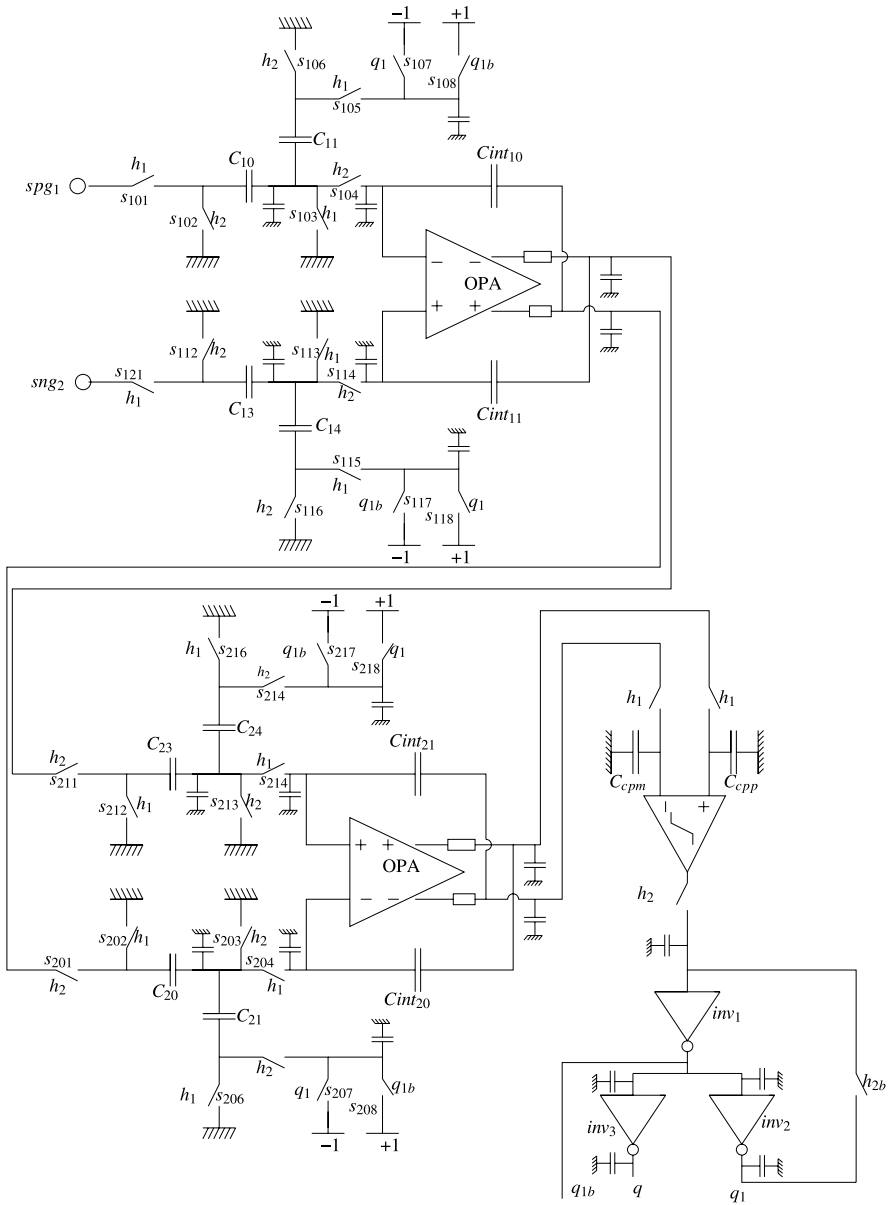 −1 +1
h₂ s₁₀₆ q₁ s₁₀₇ s₁₀₈ q₁b
h₁
s₁₀₅
C₁₁
C₁₀ Cint₁₀
spg₁ h₁ h₂
s₁₀₁ s₁₀₄
s₁₀₂ h₂ s₁₀₃ h₁
− −
OPA
+ +
s₁₁₂ h₂ s₁₁₃ h₁
sng₂ s₁₂₁ s₁₁₄
h₁ h₂
C₁₃ Cint₁₁
C₁₄
s₁₁₅
h₁
h₂ s₁₁₆ q₁b s₁₁₇ s₁₁₈ q₁
−1 +1
−1 +1
h₁ s₂₁₆ q₁b s₂₁₇ s₂₁₈ q₁
h₂
s₂₁₄
h₁ h₁
C₂₄
C₂₃ Cint₂₁
h₂ h₁
s₂₁₁ s₂₁₄
Ccpm Ccpp
s₂₁₂ h₁ s₂₁₃ h₂
− +
+ +
OPA
− −
h₂
s₂₀₂ h₁ s₂₀₃ h₂
s₂₀₁ s₂₀₄
h₂ h₁
C₂₀ Cint₂₀
C₂₁
inv₁
h₂
h₁ s₂₀₆ q₁ s₂₀₇ s₂₀₈ q₁b
h₂b
inv₃ inv₂
−1 +1
q₁b q q₁